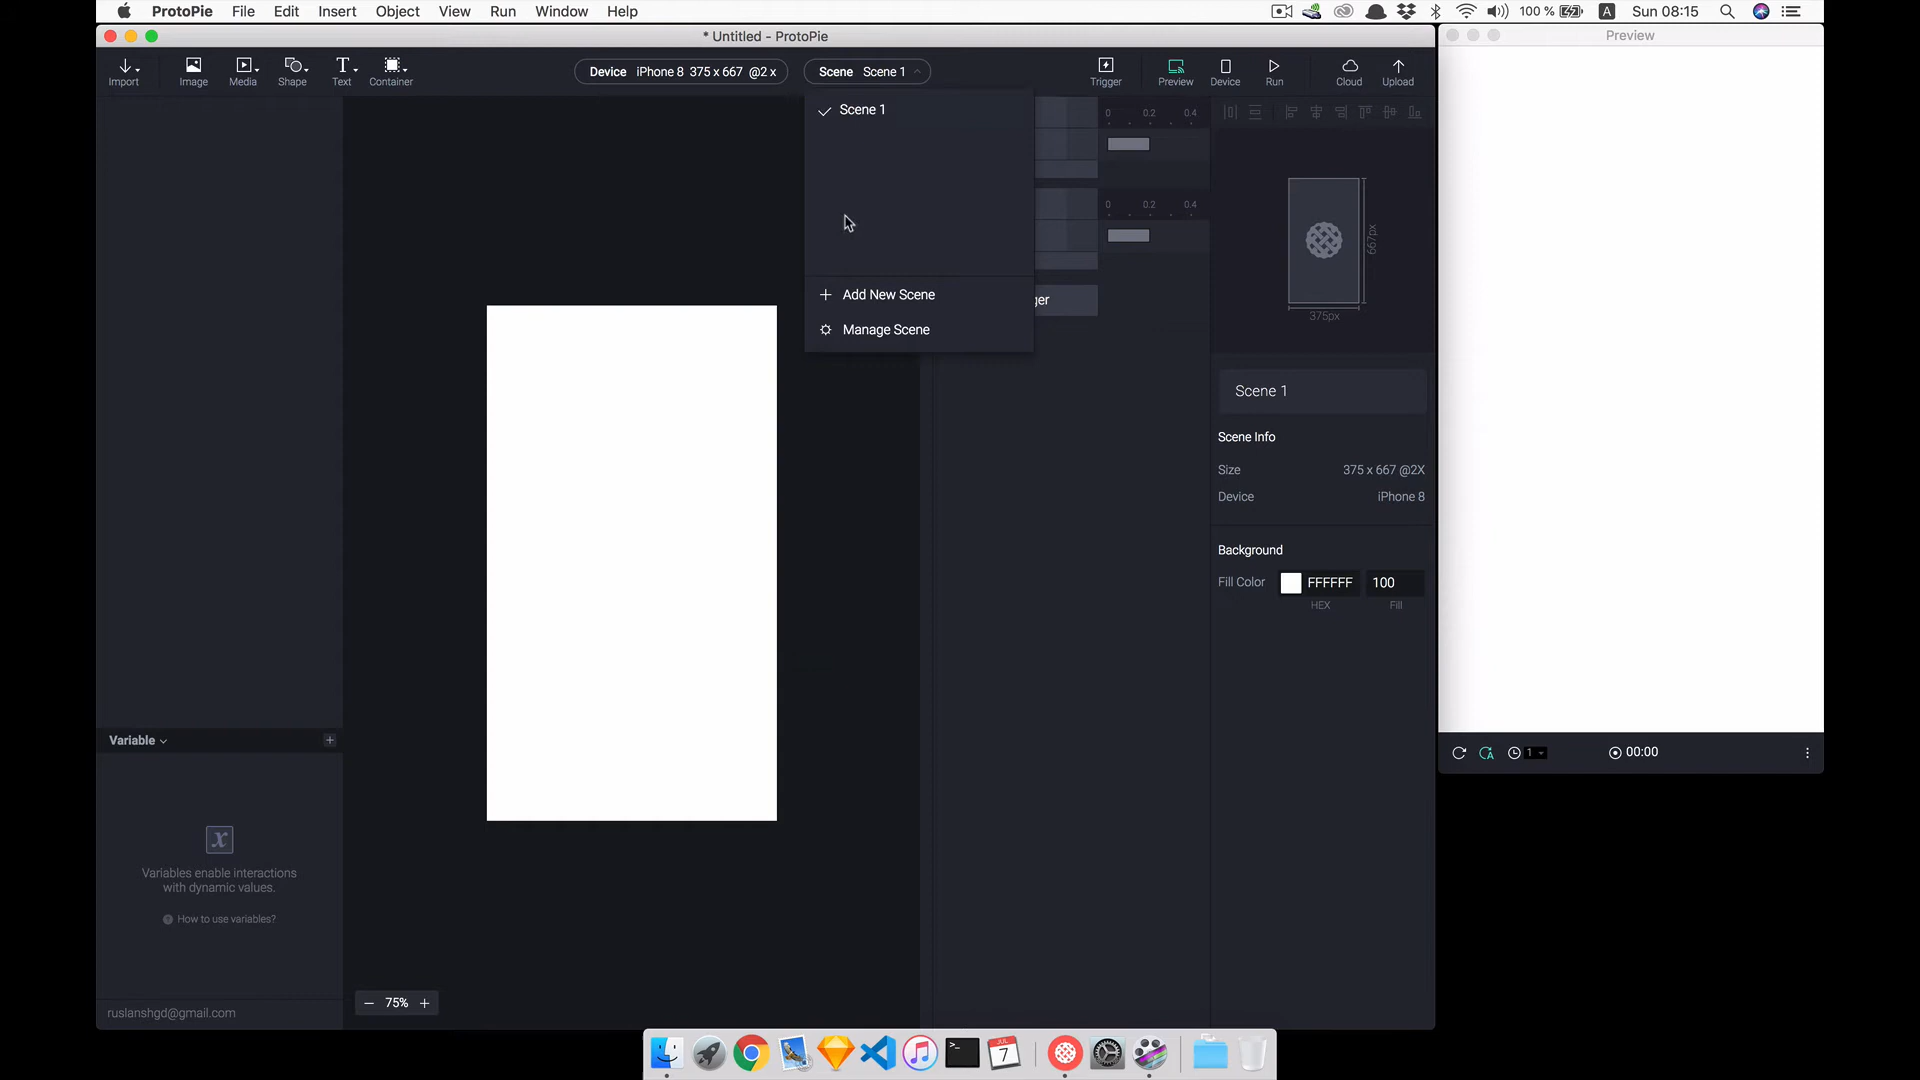 ProtoPie File Edit Insert Object View Run Window Help 100 % A Sun 08:15
* Untitled - ProtoPie
Preview
Import Image Media Shape Text Container
Device iPhone 8 375 x 667 @2 x
Scene Scene 1
Trigger Preview Device Run Cloud Upload
Scene 1
0 0.2 0.4
0 0.2 0.4
667px
375px
Add New Scene
ger
Manage Scene
Scene 1
Scene Info
Size 375 x 667 @2X
Device iPhone 8
Background
Fill Color FFFFFF 100
HEX Fill
Variable
1 00:00
x
Variables enable interactions
with dynamic values.
? How to use variables?
75%
ruslanshgd@gmail.com
JUL
7